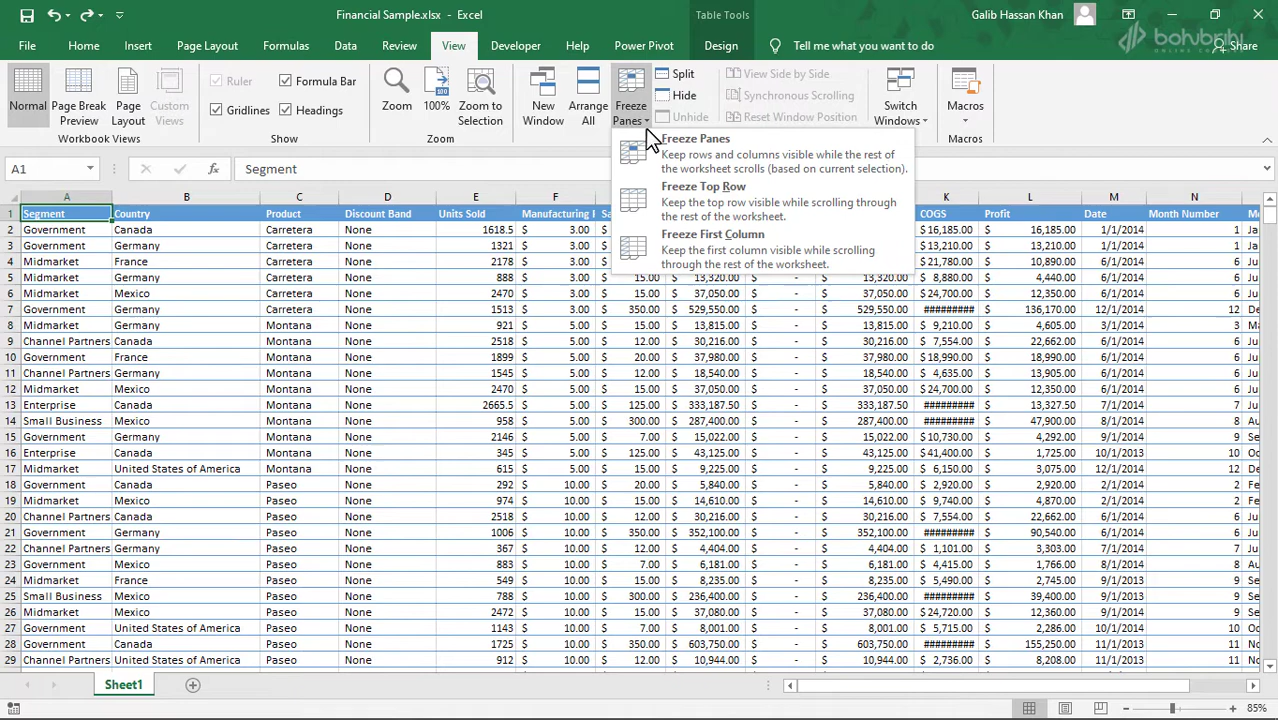 Financial Sample.xlsx - Excel
Table Tools
Galib Hassan Khan
File Home Insert Page Layout Formulas Data Review View Developer Help Power Pivot Design Tell me what you want to do Share
bohubrihi
ONLINE COURSES
Normal
Page Break Preview
Page Layout
Custom Views
Workbook Views
Ruler
Formula Bar
Gridlines
Headings
Show
Zoom
100%
Zoom to Selection
Zoom
New Window
Arrange All
Freeze Panes
Split
Hide
Unhide
View Side by Side
Synchronous Scrolling
Reset Window Position
Switch Windows
Macros
Macros
Freeze Panes
Keep rows and columns visible while the rest of
the worksheet scrolls (based on current selection).
Freeze Top Row
Keep the top row visible while scrolling through
the rest of the worksheet.
Freeze First Column
Keep the first column visible while scrolling
through the rest of the worksheet.
A1 fx Segment
A B C D E F K L M N
1 Segment Country Product Discount Band Units Sold Manufacturing P Sa COGS Profit Date Month Number Mo
2 Government Canada Carretera None 1618.5 $ 3.00 $ 16,185.00 $ 16,185.00 1/1/2014 1 Ja
3 Government Germany Carretera None 1321 $ 3.00 $ 13,210.00 $ 13,210.00 1/1/2014 1 Ja
4 Midmarket France Carretera None 2178 $ 3.00 $ 21,780.00 $ 10,890.00 6/1/2014 6 Ju
5 Midmarket Germany Carretera None 888 $ 3.00 $ 15.00 $ 13,320.00 $ - $ 13,320.00 $ 8,880.00 $ 4,440.00 6/1/2014 6 Ju
6 Midmarket Mexico Carretera None 2470 $ 3.00 $ 15.00 $ 37,050.00 $ - $ 37,050.00 $ 24,700.00 $ 12,350.00 6/1/2014 6 Ju
7 Government Germany Carretera None 1513 $ 3.00 $ 350.00 $ 529,550.00 $ - $ 529,550.00 ######### $ 136,170.00 12/1/2014 12 De
8 Midmarket Germany Montana None 921 $ 5.00 $ 15.00 $ 13,815.00 $ - $ 13,815.00 $ 9,210.00 $ 4,605.00 3/1/2014 3 Ma
9 Channel Partners Canada Montana None 2518 $ 5.00 $ 12.00 $ 30,216.00 $ - $ 30,216.00 $ 7,554.00 $ 22,662.00 6/1/2014 6 Ju
10 Government France Montana None 1899 $ 5.00 $ 20.00 $ 37,980.00 $ - $ 37,980.00 $ 18,990.00 $ 18,990.00 6/1/2014 6 Ju
11 Channel Partners Germany Montana None 1545 $ 5.00 $ 12.00 $ 18,540.00 $ - $ 18,540.00 $ 4,635.00 $ 13,905.00 6/1/2014 6 Ju
12 Midmarket Mexico Montana None 2470 $ 5.00 $ 15.00 $ 37,050.00 $ - $ 37,050.00 $ 24,700.00 $ 12,350.00 6/1/2014 6 Ju
13 Enterprise Canada Montana None 2665.5 $ 5.00 $ 125.00 $ 333,187.50 $ - $ 333,187.50 ######### $ 13,327.50 7/1/2014 7 Ju
14 Small Business Mexico Montana None 958 $ 5.00 $ 300.00 $ 287,400.00 $ - $ 287,400.00 ######### $ 47,900.00 8/1/2014 8 Au
15 Government Germany Montana None 2146 $ 5.00 $ 7.00 $ 15,022.00 $ - $ 15,022.00 $ 10,730.00 $ 4,292.00 9/1/2014 9 Se
16 Enterprise Canada Montana None 345 $ 5.00 $ 125.00 $ 43,125.00 $ - $ 43,125.00 $ 41,400.00 $ 1,725.00 10/1/2013 10 Oc
17 Midmarket United States of America Montana None 615 $ 5.00 $ 15.00 $ 9,225.00 $ - $ 9,225.00 $ 6,150.00 $ 3,075.00 12/1/2014 12 De
18 Government Canada Paseo None 292 $ 10.00 $ 20.00 $ 5,840.00 $ - $ 5,840.00 $ 2,920.00 $ 2,920.00 2/1/2014 2 Fe
19 Midmarket Mexico Paseo None 974 $ 10.00 $ 15.00 $ 14,610.00 $ - $ 14,610.00 $ 9,740.00 $ 4,870.00 2/1/2014 2 Fe
20 Channel Partners Canada Paseo None 2518 $ 10.00 $ 12.00 $ 30,216.00 $ - $ 30,216.00 $ 7,554.00 $ 22,662.00 6/1/2014 6 Ju
21 Government Germany Paseo None 1006 $ 10.00 $ 350.00 $ 352,100.00 $ - $ 352,100.00 ######### $ 90,540.00 6/1/2014 6 Ju
22 Channel Partners Germany Paseo None 367 $ 10.00 $ 12.00 $ 4,404.00 $ - $ 4,404.00 $ 1,101.00 $ 3,303.00 7/1/2014 7 Ju
23 Government Mexico Paseo None 883 $ 10.00 $ 7.00 $ 6,181.00 $ - $ 6,181.00 $ 4,415.00 $ 1,766.00 8/1/2014 8 Au
24 Midmarket France Paseo None 549 $ 10.00 $ 15.00 $ 8,235.00 $ - $ 8,235.00 $ 5,490.00 $ 2,745.00 9/1/2013 9 Se
25 Small Business Mexico Paseo None 788 $ 10.00 $ 300.00 $ 236,400.00 $ - $ 236,400.00 ######### $ 39,400.00 9/1/2013 9 Se
26 Midmarket Mexico Paseo None 2472 $ 10.00 $ 15.00 $ 37,080.00 $ - $ 37,080.00 $ 24,720.00 $ 12,360.00 9/1/2014 9 Se
27 Government United States of America Paseo None 1143 $ 10.00 $ 7.00 $ 8,001.00 $ - $ 8,001.00 $ 5,715.00 $ 2,286.00 10/1/2014 10 Oc
28 Government Canada Paseo None 1725 $ 10.00 $ 350.00 $ 603,750.00 $ - $ 603,750.00 ######### $ 155,250.00 11/1/2013 11 No
29 Channel Partners United States of America Paseo None 912 $ 10.00 $ 12.00 $ 10,944.00 $ - $ 10,944.00 $ 2,736.00 $ 8,208.00 11/1/2013 11 No
Sheet1
85%